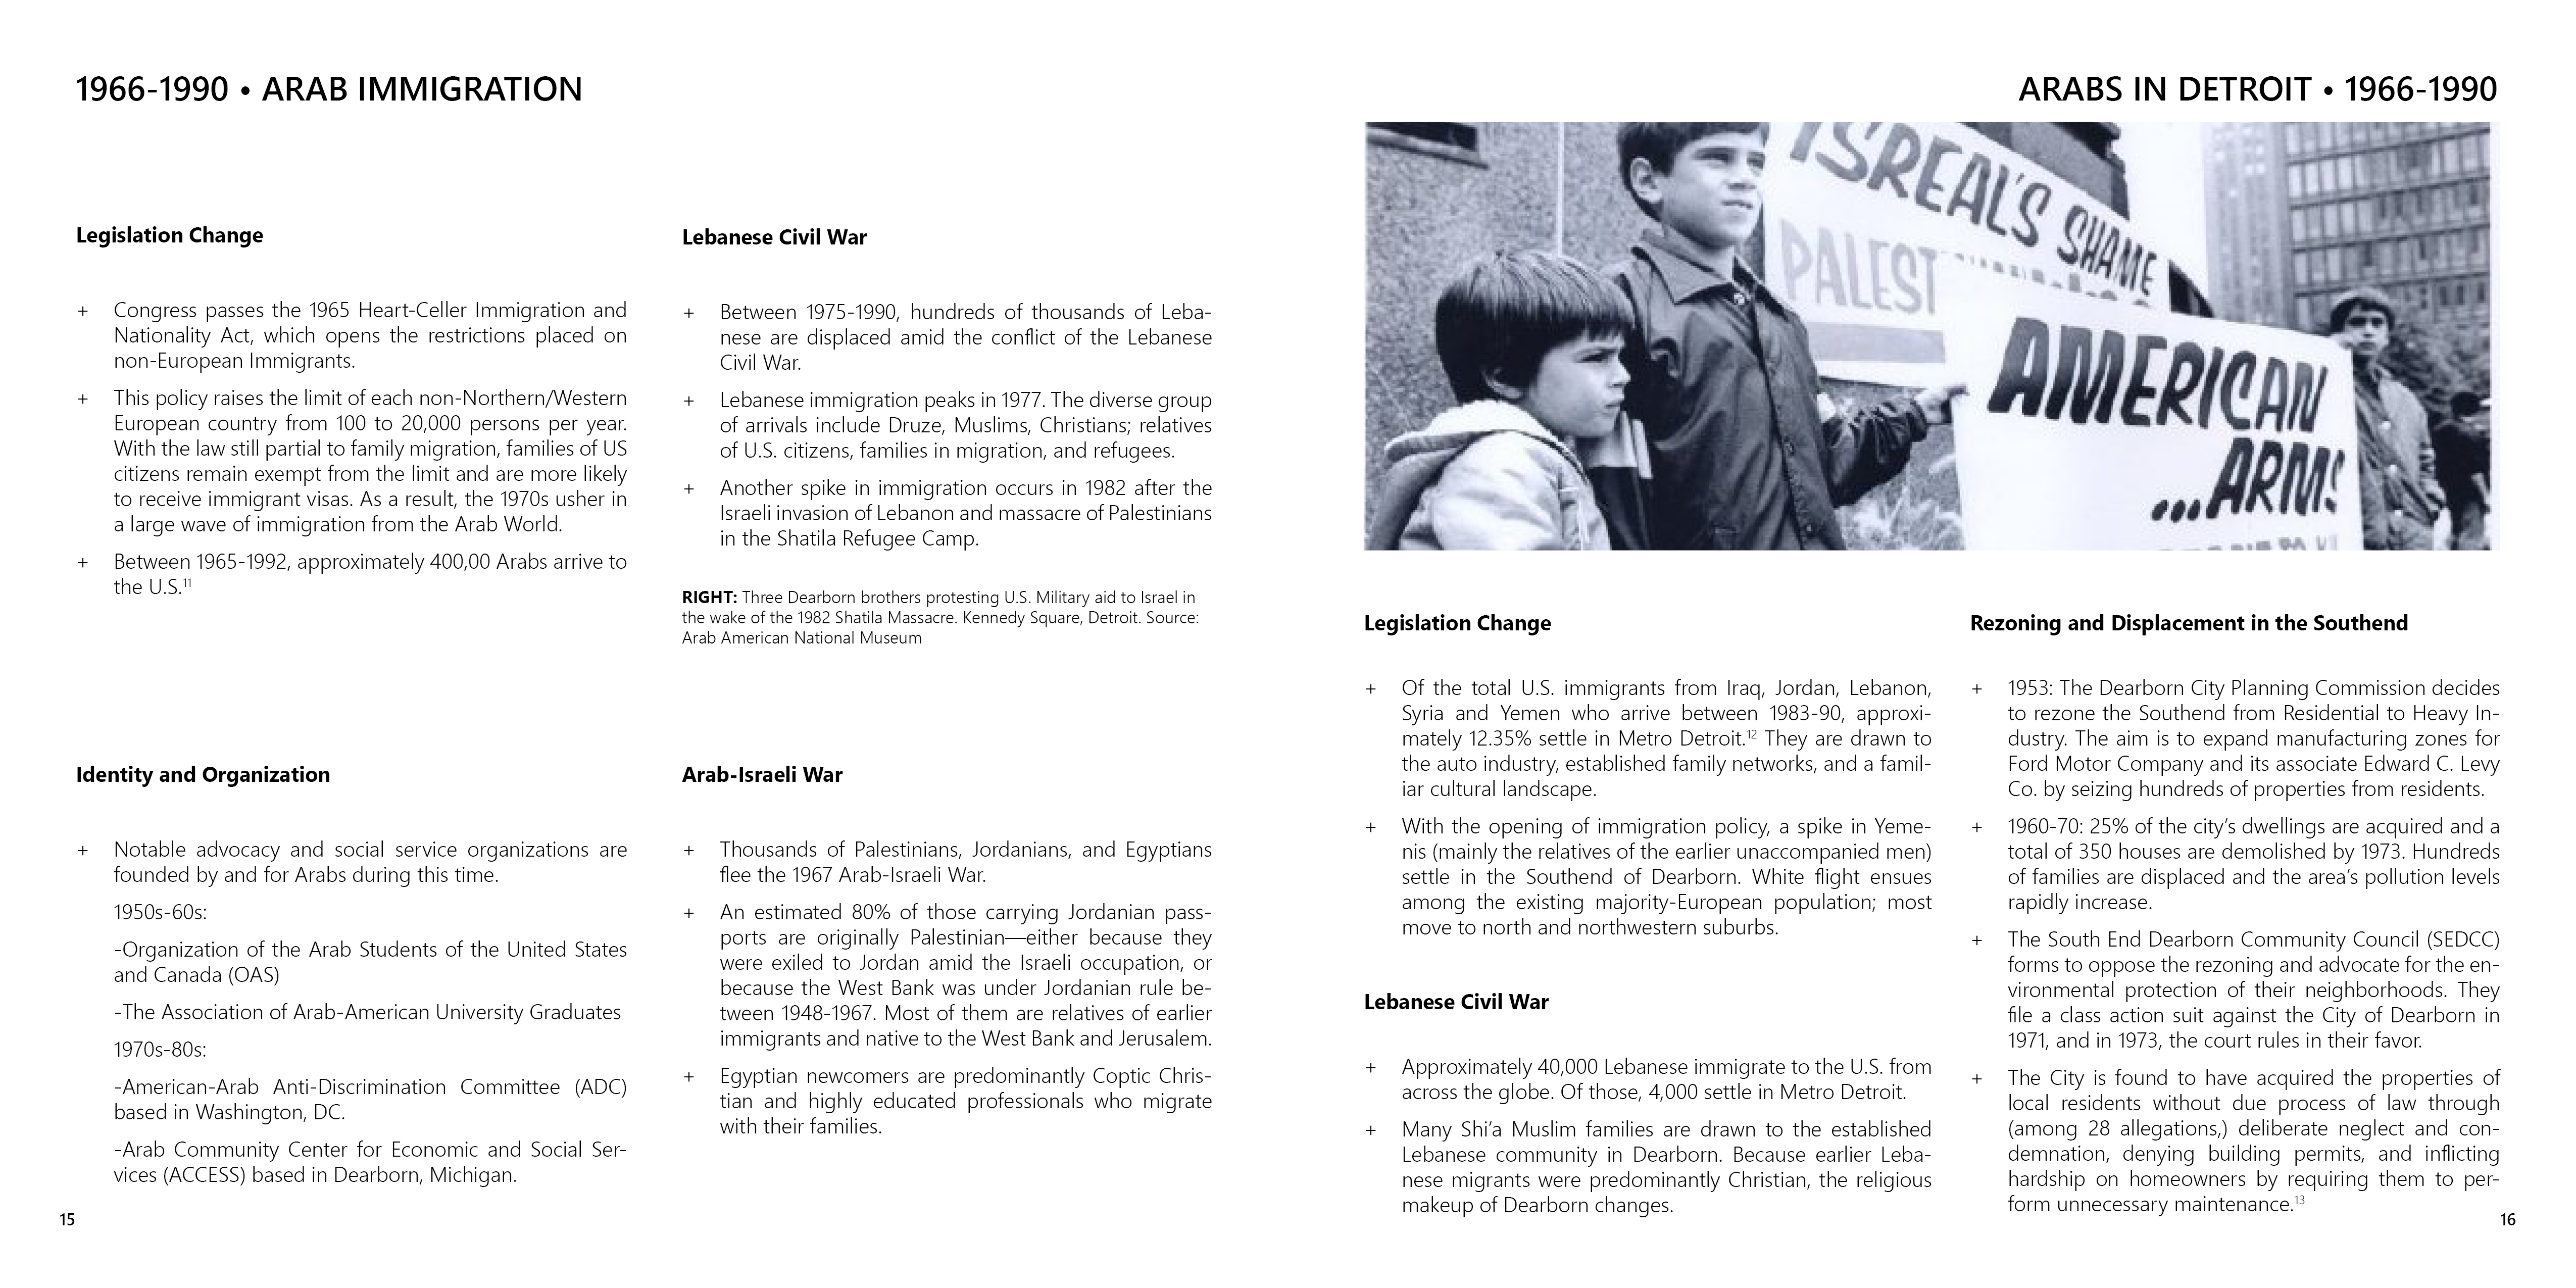 1966-1990 • ARAB IMMIGRATION
Legislation Change
+ Congress passes the 1965 Heart-Celler Immigration and
Nationality Act, which opens the restrictions placed on
non-European Immigrants.
+ This policy raises the limit of each non-Northern/Western
European country from 100 to 20,000 persons per year.
With the law still partial to family migration, families of US
citizens remain exempt from the limit and are more likely
to receive immigrant visas. As a result, the 1970s usher in
a large wave of immigration from the Arab World.
+ Between 1965-1992, approximately 400,00 Arabs arrive to
the U.S.11
Lebanese Civil War
+ Between 1975-1990, hundreds of thousands of Leba-
nese are displaced amid the conflict of the Lebanese
Civil War.
+ Lebanese immigration peaks in 1977. The diverse group
of arrivals include Druze, Muslims, Christians; relatives
of U.S. citizens, families in migration, and refugees.
+ Another spike in immigration occurs in 1982 after the
Israeli invasion of Lebanon and massacre of Palestinians
in the Shatila Refugee Camp.
RIGHT: Three Dearborn brothers protesting U.S. Military aid to Israel in
the wake of the 1982 Shatila Massacre. Kennedy Square, Detroit. Source:
Arab American National Museum
Identity and Organization
+ Notable advocacy and social service organizations are
founded by and for Arabs during this time.
1950s-60s:
-Organization of the Arab Students of the United States
and Canada (OAS)
-The Association of Arab-American University Graduates
1970s-80s:
-American-Arab Anti-Discrimination Committee (ADC)
based in Washington, DC.
-Arab Community Center for Economic and Social Ser-
vices (ACCESS) based in Dearborn, Michigan.
Arab-Israeli War
+ Thousands of Palestinians, Jordanians, and Egyptians
flee the 1967 Arab-Israeli War.
+ An estimated 80% of those carrying Jordanian pass-
ports are originally Palestinian—either because they
were exiled to Jordan amid the Israeli occupation, or
because the West Bank was under Jordanian rule be-
tween 1948-1967. Most of them are relatives of earlier
immigrants and native to the West Bank and Jerusalem.
+ Egyptian newcomers are predominantly Coptic Chris-
tian and highly educated professionals who migrate
with their families.
15
ARABS IN DETROIT • 1966-1990
ISREAL'S SHAME
PALEST
AMERICAN
...ARMS
Legislation Change
+ Of the total U.S. immigrants from Iraq, Jordan, Lebanon,
Syria and Yemen who arrive between 1983-90, approxi-
mately 12.35% settle in Metro Detroit.12 They are drawn to
the auto industry, established family networks, and a famil-
iar cultural landscape.
+ With the opening of immigration policy, a spike in Yeme-
nis (mainly the relatives of the earlier unaccompanied men)
settle in the Southend of Dearborn. White flight ensues
among the existing majority-European population; most
move to north and northwestern suburbs.
Lebanese Civil War
+ Approximately 40,000 Lebanese immigrate to the U.S. from
across the globe. Of those, 4,000 settle in Metro Detroit.
+ Many Shi'a Muslim families are drawn to the established
Lebanese community in Dearborn. Because earlier Leba-
nese migrants were predominantly Christian, the religious
makeup of Dearborn changes.
Rezoning and Displacement in the Southend
+ 1953: The Dearborn City Planning Commission decides
to rezone the Southend from Residential to Heavy In-
dustry. The aim is to expand manufacturing zones for
Ford Motor Company and its associate Edward C. Levy
Co. by seizing hundreds of properties from residents.
+ 1960-70: 25% of the city's dwellings are acquired and a
total of 350 houses are demolished by 1973. Hundreds
of families are displaced and the area's pollution levels
rapidly increase.
+ The South End Dearborn Community Council (SEDCC)
forms to oppose the rezoning and advocate for the en-
vironmental protection of their neighborhoods. They
file a class action suit against the City of Dearborn in
1971, and in 1973, the court rules in their favor.
+ The City is found to have acquired the properties of
local residents without due process of law through
(among 28 allegations,) deliberate neglect and con-
demnation, denying building permits, and inflicting
hardship on homeowners by requiring them to per-
form unnecessary maintenance.13
16